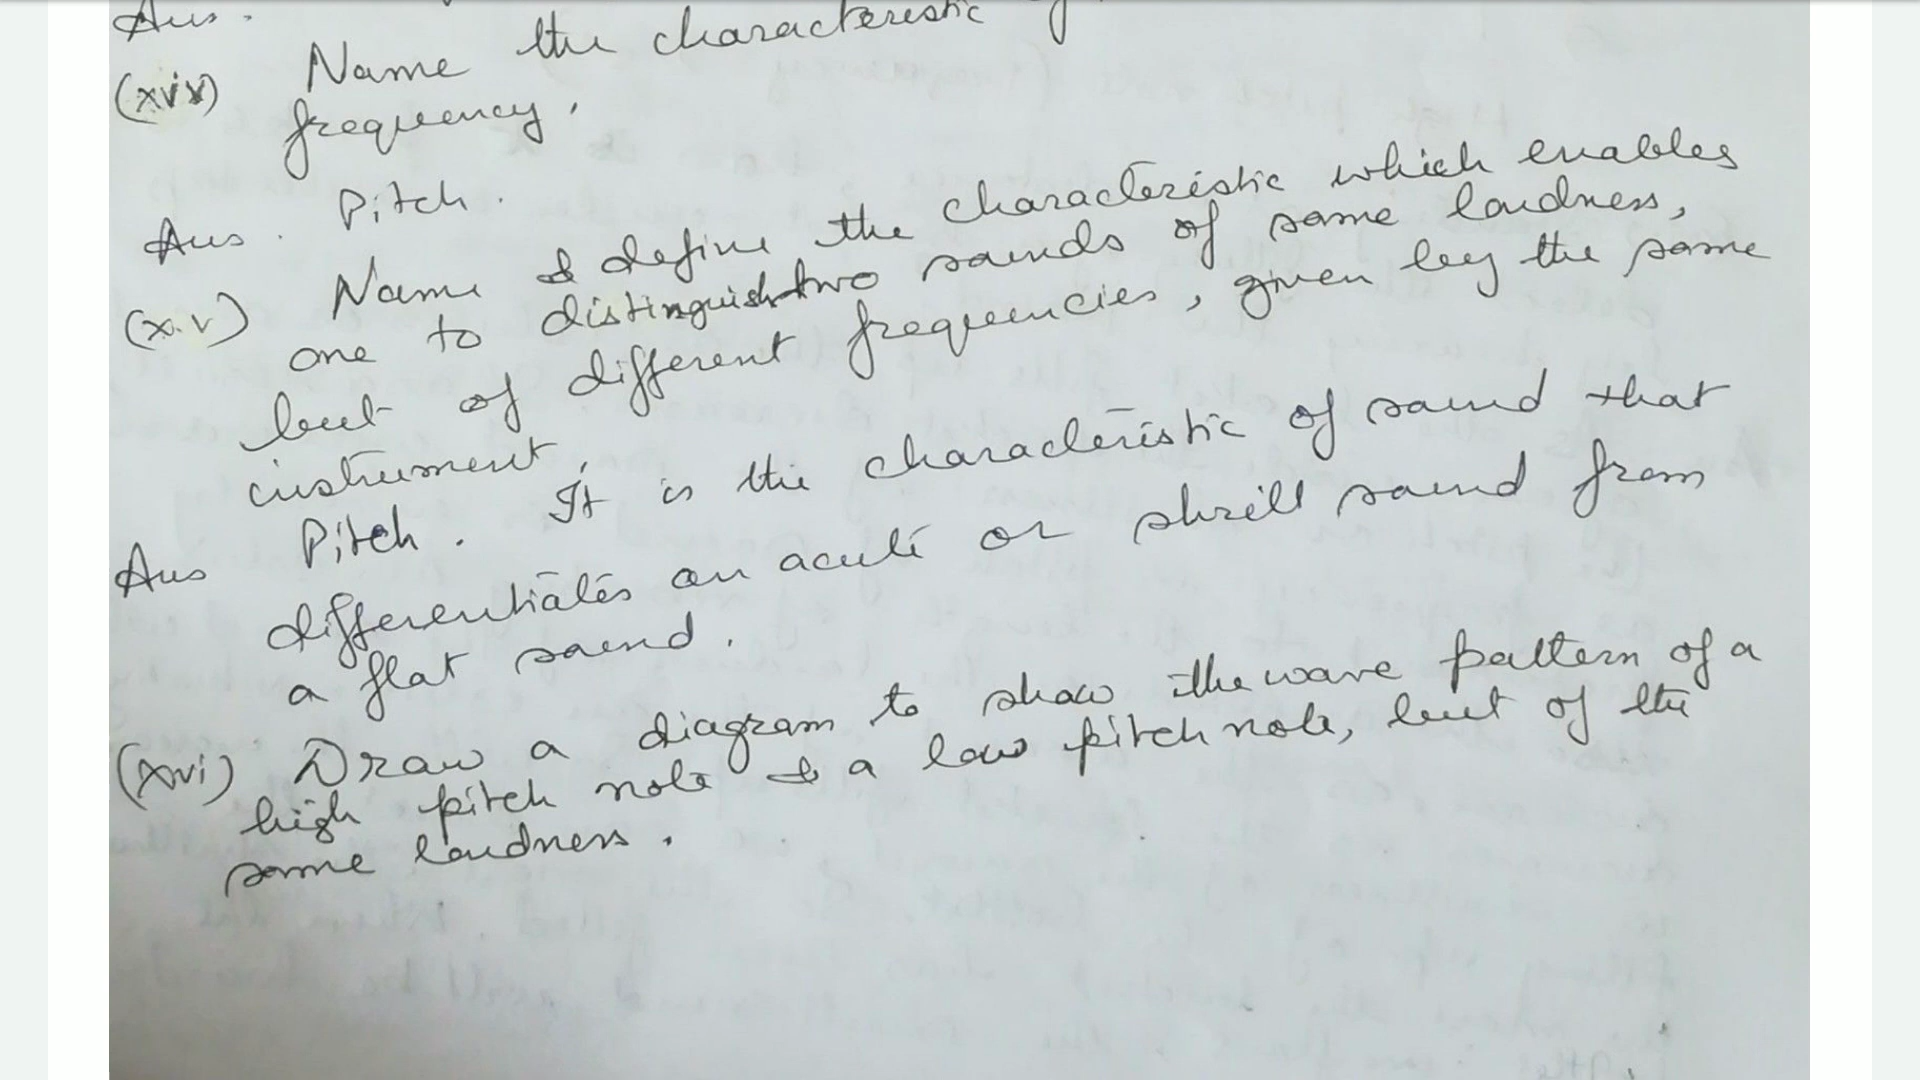 Ans.
(xiv) Name the characteristic
frequency.
Ans. Pitch.
(xv) Name & define the characteristic which enables
one to distinguish two sounds of same loudness,
but of different frequencies, given by the same
instrument.
Ans Pitch. It is the characteristic of sound that
differentiates an acute or shrill sound from
a flat sound.
(xvi) Draw a diagram to show the wave pattern of a
high pitch note & a low pitch note, but of the
same loudness.